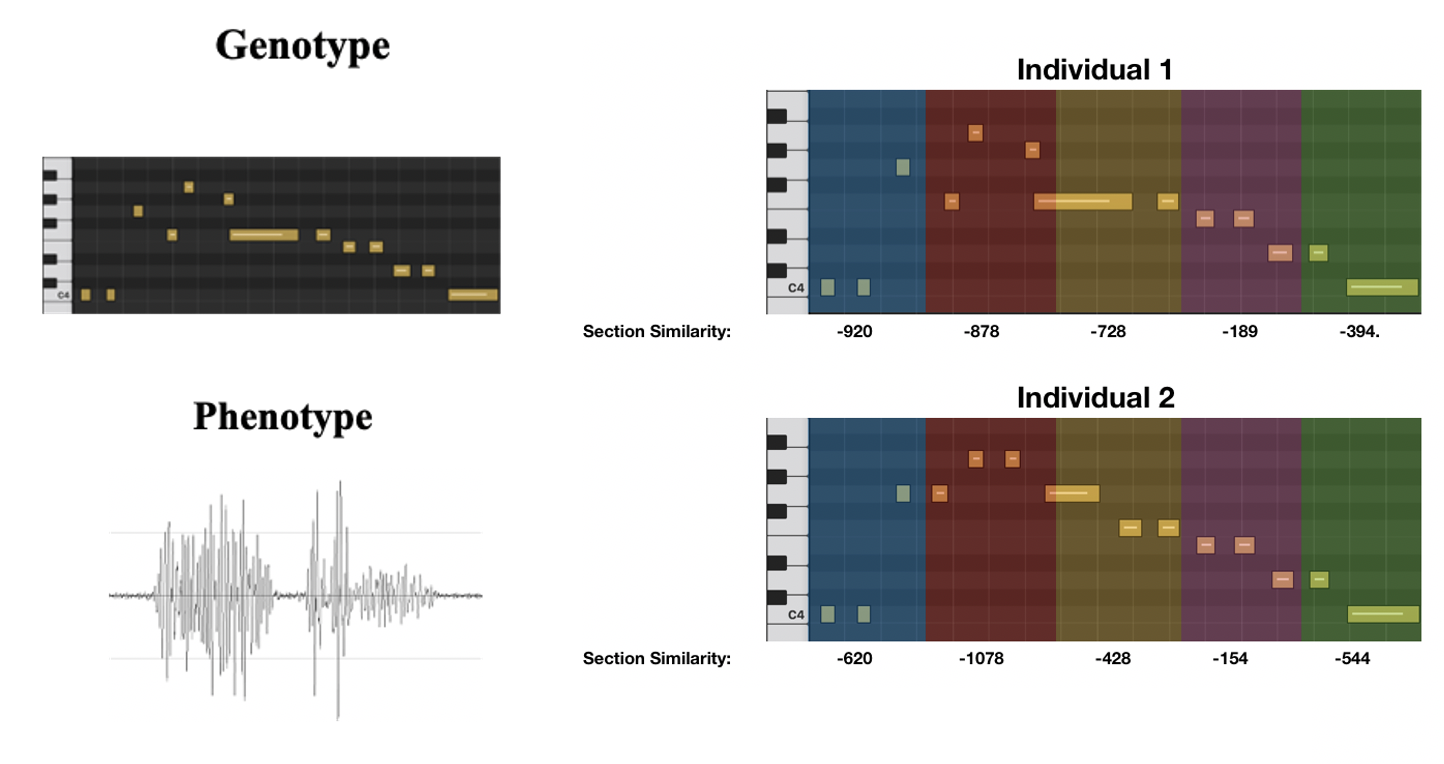 Genotype
C4
Phenotype
Individual 1
C4
Section Similarity: -920 -878 -728 -189 -394.
Individual 2
C4
Section Similarity: -620 -1078 -428 -154 -544